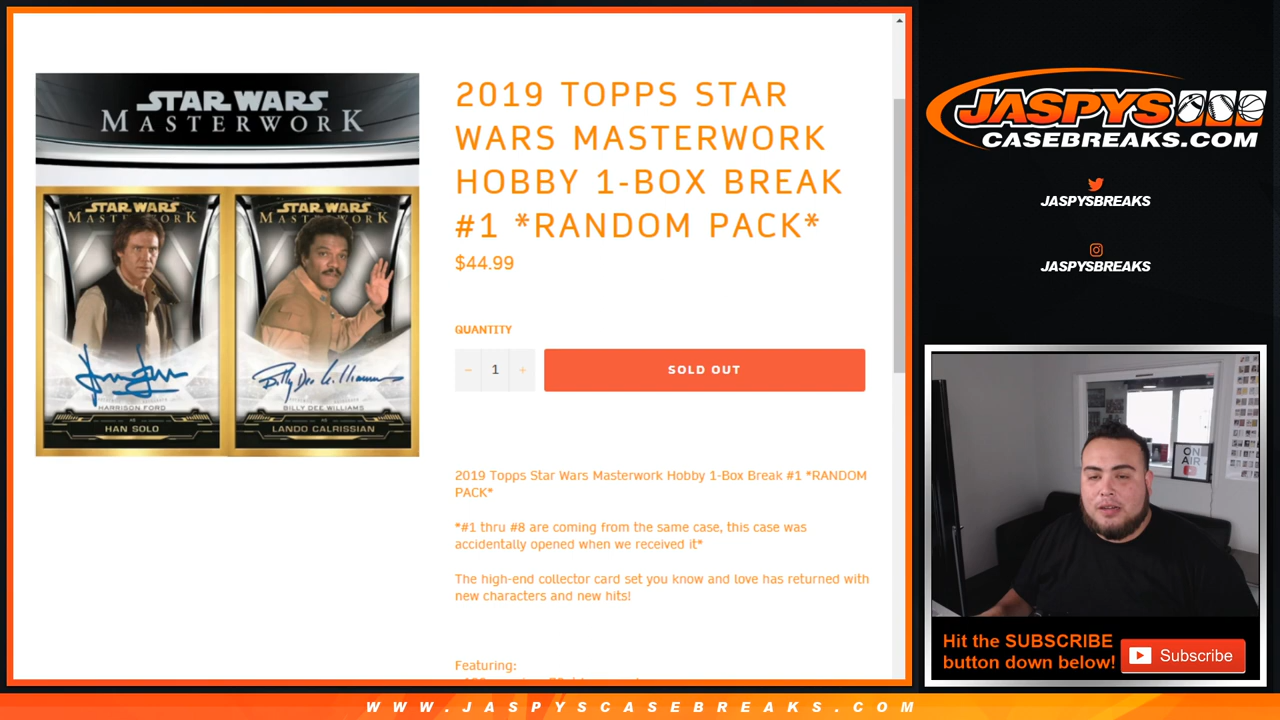 STAR WARS
MASTERWORK
STAR WARS
MASTERWORK
HARRISON FORD
AS
HAN SOLO
STAR WARS
MASTERWORK
Billy Dee Williams
BILLY DEE WILLIAMS
AS
LANDO CALRISSIAN
2019 TOPPS STAR
WARS MASTERWORK
HOBBY 1-BOX BREAK
#1 *RANDOM PACK*
$44.99
QUANTITY
− 1 +
SOLD OUT
2019 Topps Star Wars Masterwork Hobby 1-Box Break #1 *RANDOM
PACK*
*#1 thru #8 are coming from the same case, this case was
accidentally opened when we received it*
The high-end collector card set you know and love has returned with
new characters and new hits!
Featuring:
JASPYS
CASEBREAKS.COM
JASPYSBREAKS
JASPYSBREAKS
ON
AIR
Hit the SUBSCRIBE
button down below!
Subscribe
WWW.JASPYSCASEBREAKS.COM